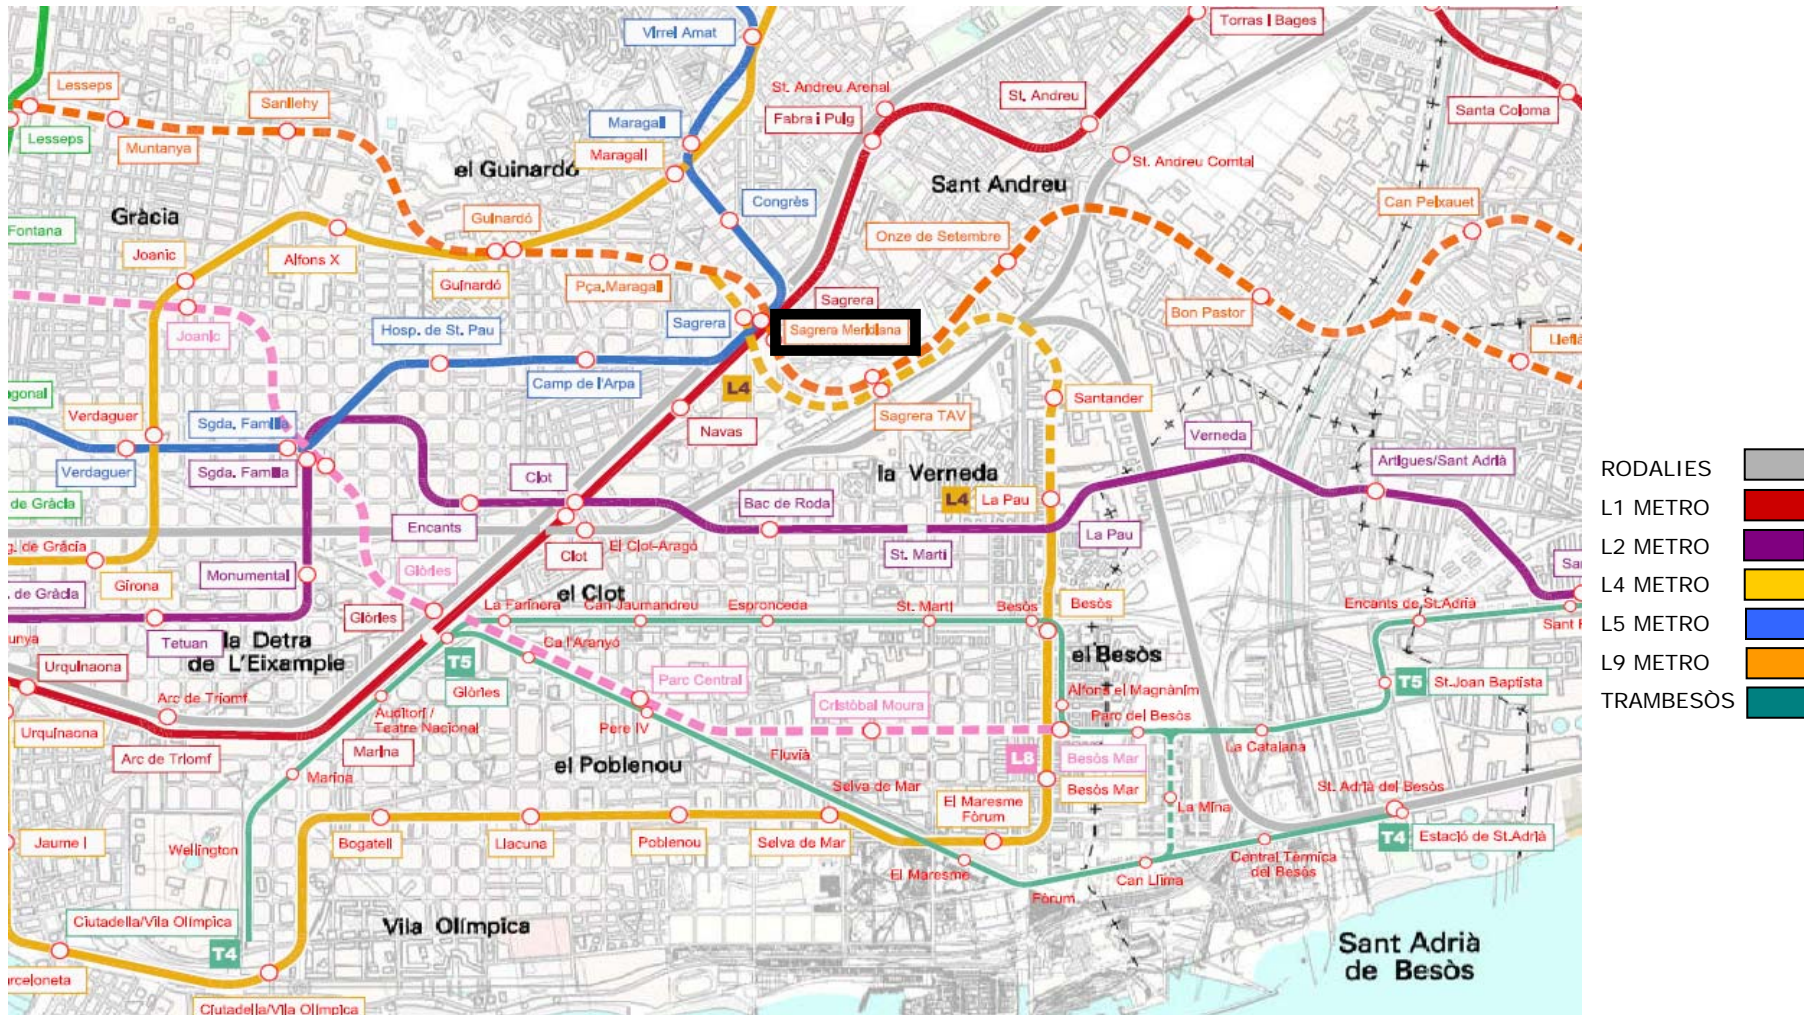 Virrei Amat
Torras I Bages
Lesseps
Sanllehy
St. Andreu Arenal
St. Andreu
Santa Coloma
Lesseps
Muntanya
Maragall
Fabra i Puig
Maragall
el Guinardó
St. Andreu Comtal
Sant Andreu
Gràcia
Guinardó
Congrès
Can Peixauet
Fontana
Onze de Setembre
Joanic
Alfons X
Guinardó
Pça.Maragall
Sagrera
Bon Pastor
Joanic
Hosp. de St. Pau
Sagrera
Sagrera Meridiana
Llefià
Camp de l'Arpa
L4
Santander
Verdaguer
Sgda. Família
Navas
Sagrera TAV
Verneda
Verdaguer
Sgda. Família
Clot
la Verneda
Artigues/Sant Adrià
RODALIES
de Gràcia
Encants
Bac de Roda
L4
La Pau
L1 METRO
g. de Gràcia
El Clot-Aragó
Clot
St. Martí
La Pau
L2 METRO
Girona
Monumental
Glòries
L4 METRO
. de Gràcia
Glòries
La Farinera
el Clot
Can Jaumandreu
Espronceda
St. Martí
Besòs
Besòs
Encants de St.Adrià
L5 METRO
Tetuan
la Detra
de L'Eixample
Ca l'Aranyó
el Besòs
L9 METRO
Urquinaona
T5
Glòries
Parc Central
Alfons el Magnànim
T5
St.Joan Baptista
TRAMBESÒS
Arc de Triomf
Auditori /
Teatre Nacional
Cristóbal Moura
Parc del Besòs
Urquinaona
Arc de Triomf
Marina
Pere IV
Fluvià
La Catalana
Marina
el Poblenou
L8
Besòs Mar
Selva de Mar
Besòs Mar
St. Adrià del Besòs
El Maresme
Fòrum
La Mina
Jaume I
Wellington
Bogatell
Llacuna
Poblenou
Selva de Mar
T4
Estació de St.Adrià
El Maresme
Can Llima
Central Tèrmica
del Besòs
Fòrum
Ciutadella/Vila Olímpica
T4
Vila Olímpica
Sant Adrià
de Besòs
arceloneta
Ciutadella/Vila Olímpica